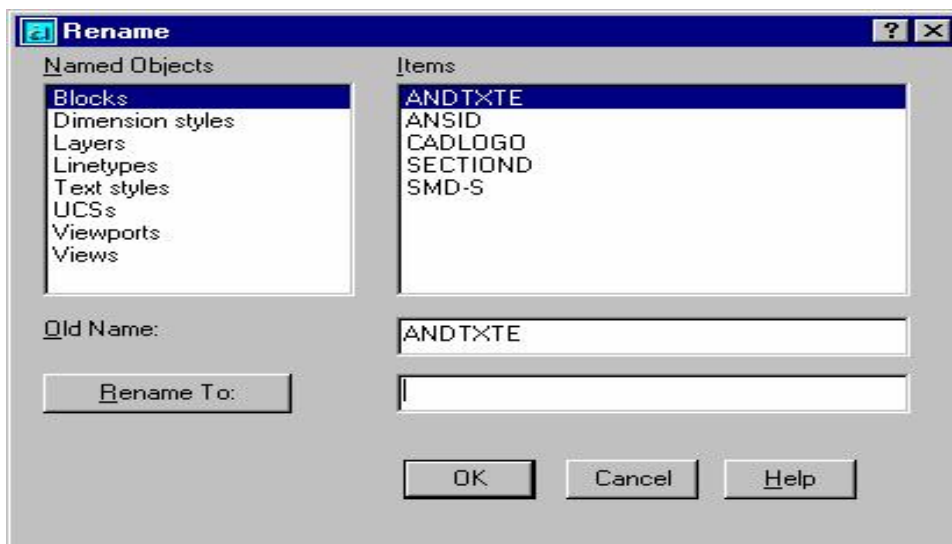 Rename
Named Objects
Blocks
Dimension styles
Layers
Linetypes
Text styles
UCSs
Viewports
Views
Items
ANDTXTE
ANSID
CADLOGO
SECTIOND
SMD-S
Old Name:
ANDTXTE
Rename To:
OK
Cancel
Help